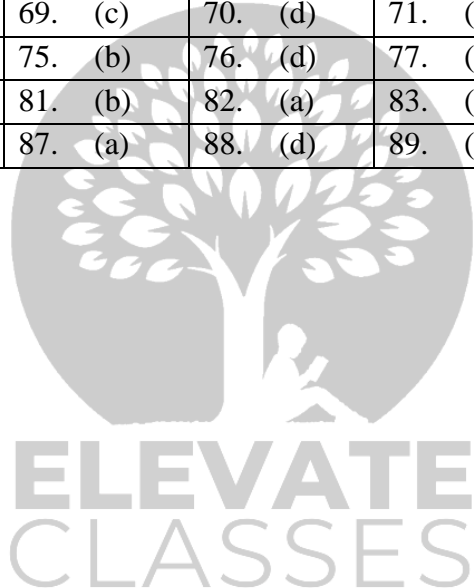 69. (c) 70. (d) 71. (
75. (b) 76. (d) 77. (
81. (b) 82. (a) 83. (
87. (a) 88. (d) 89. (
ELEVATE
CLASSES